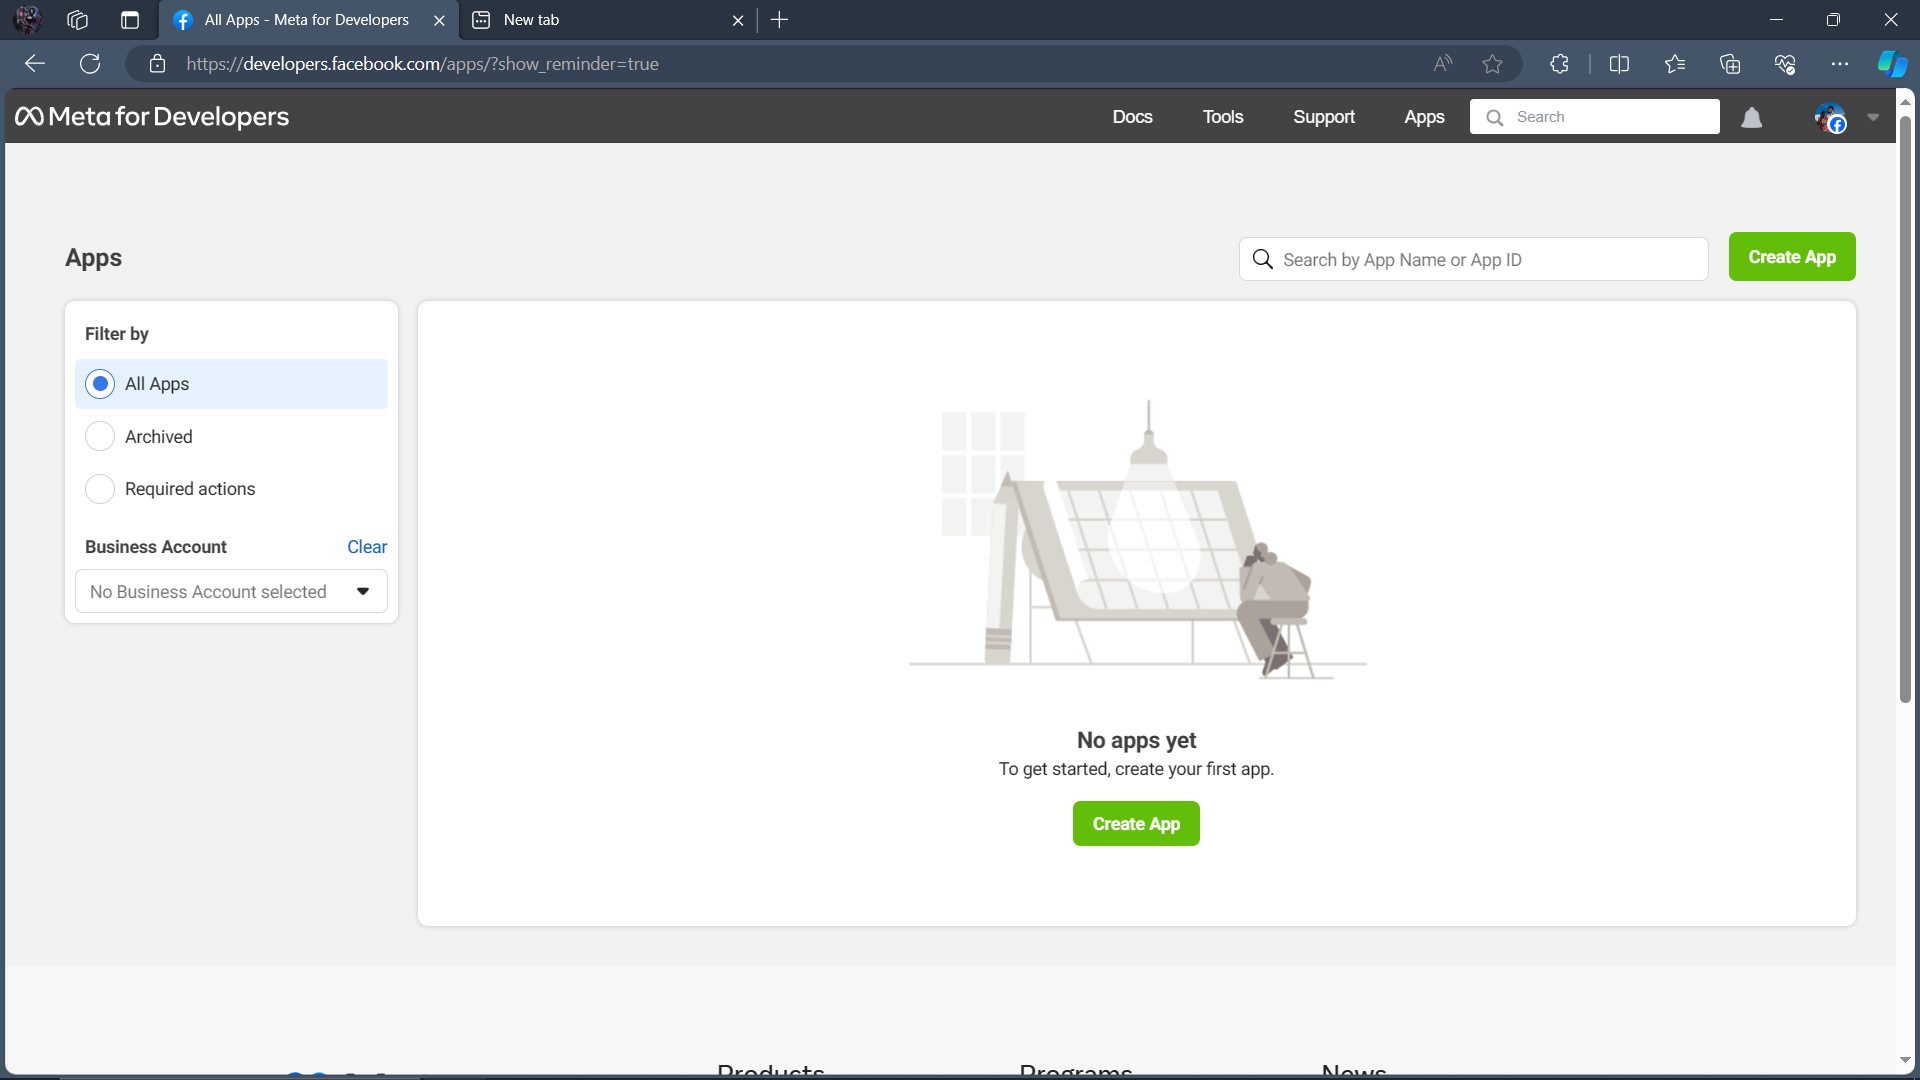 All Apps - Meta for Developers
New tab
https://developers.facebook.com/apps/?show_reminder=true
Meta for Developers
Docs
Tools
Support
Apps
Search
Apps
Search by App Name or App ID
Create App
Filter by
All Apps
Archived
Required actions
Business Account
Clear
No Business Account selected
No apps yet
To get started, create your first app.
Create App
Products
Programs
News